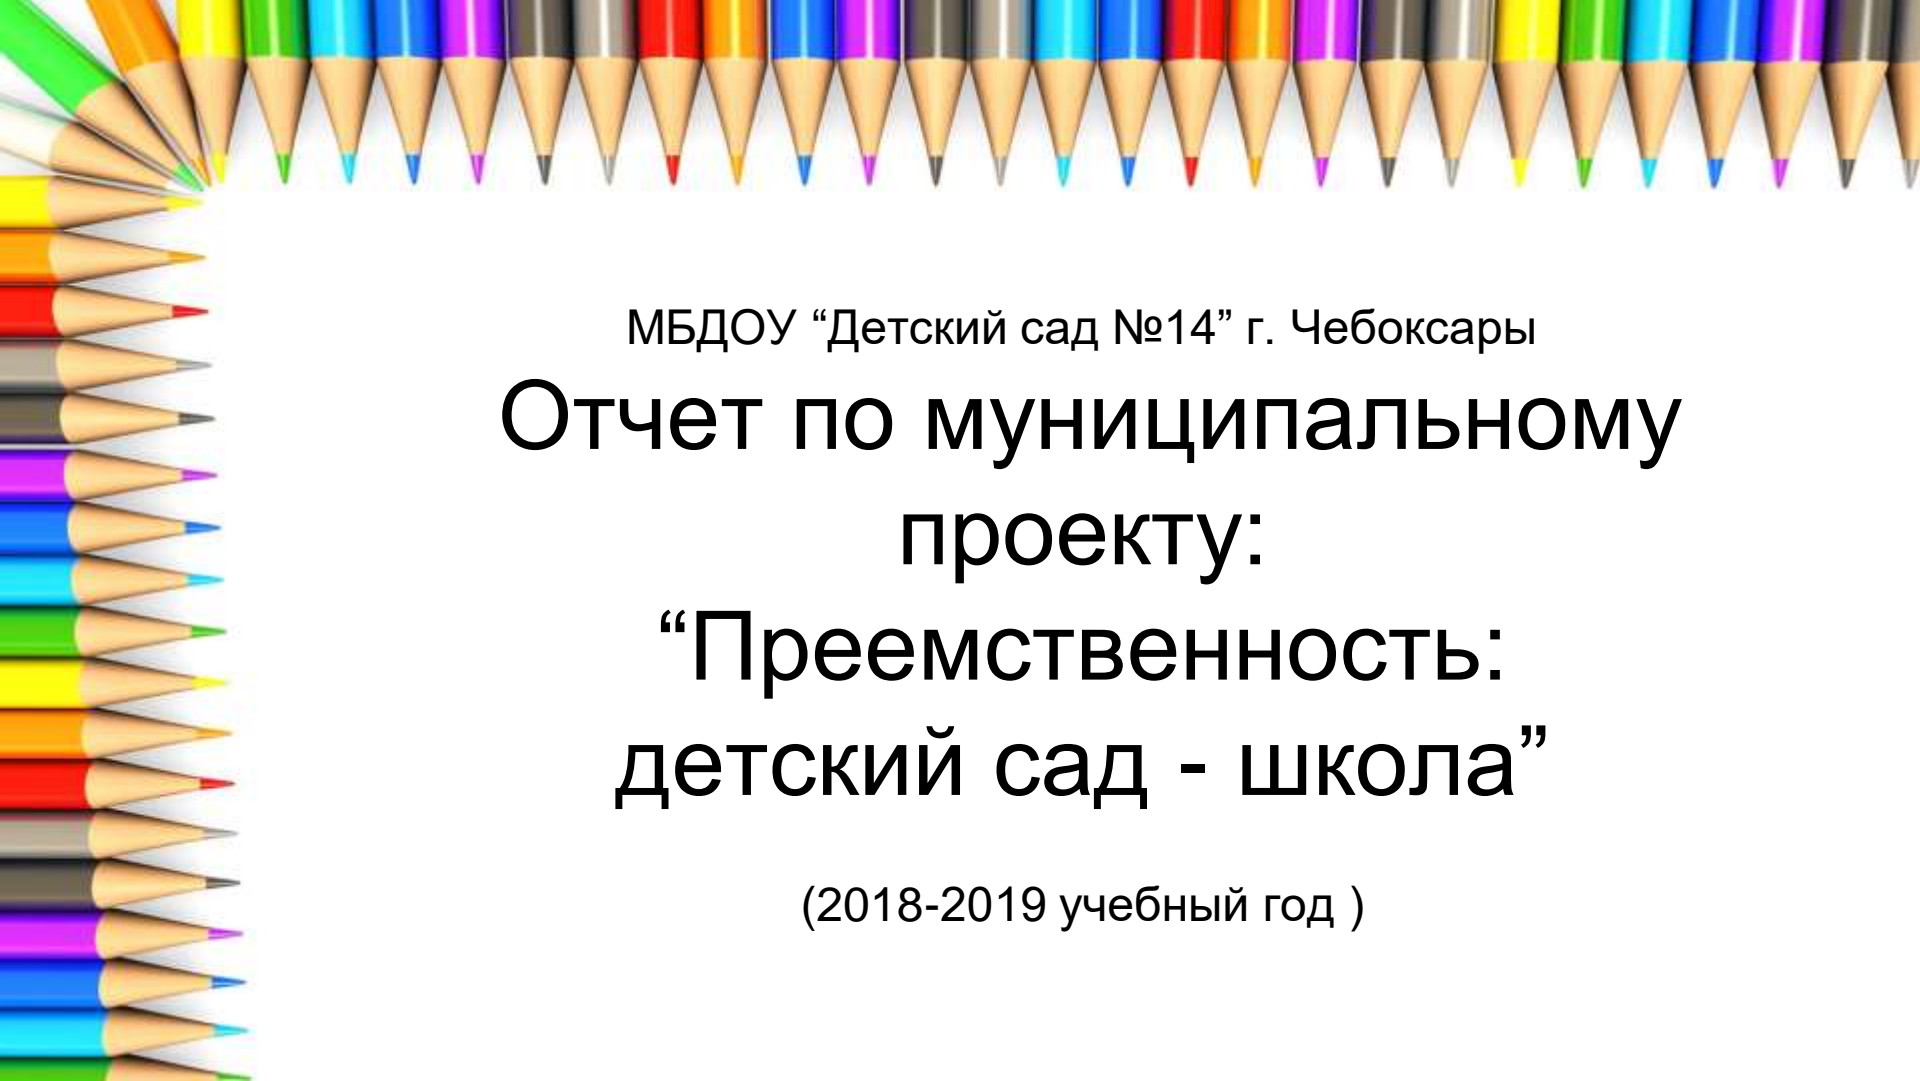 МБДОУ “Детский сад №14” г. Чебоксары
Отчет по муниципальному
проекту:
“Преемственность:
детский сад - школа”
(2018-2019 учебный год )